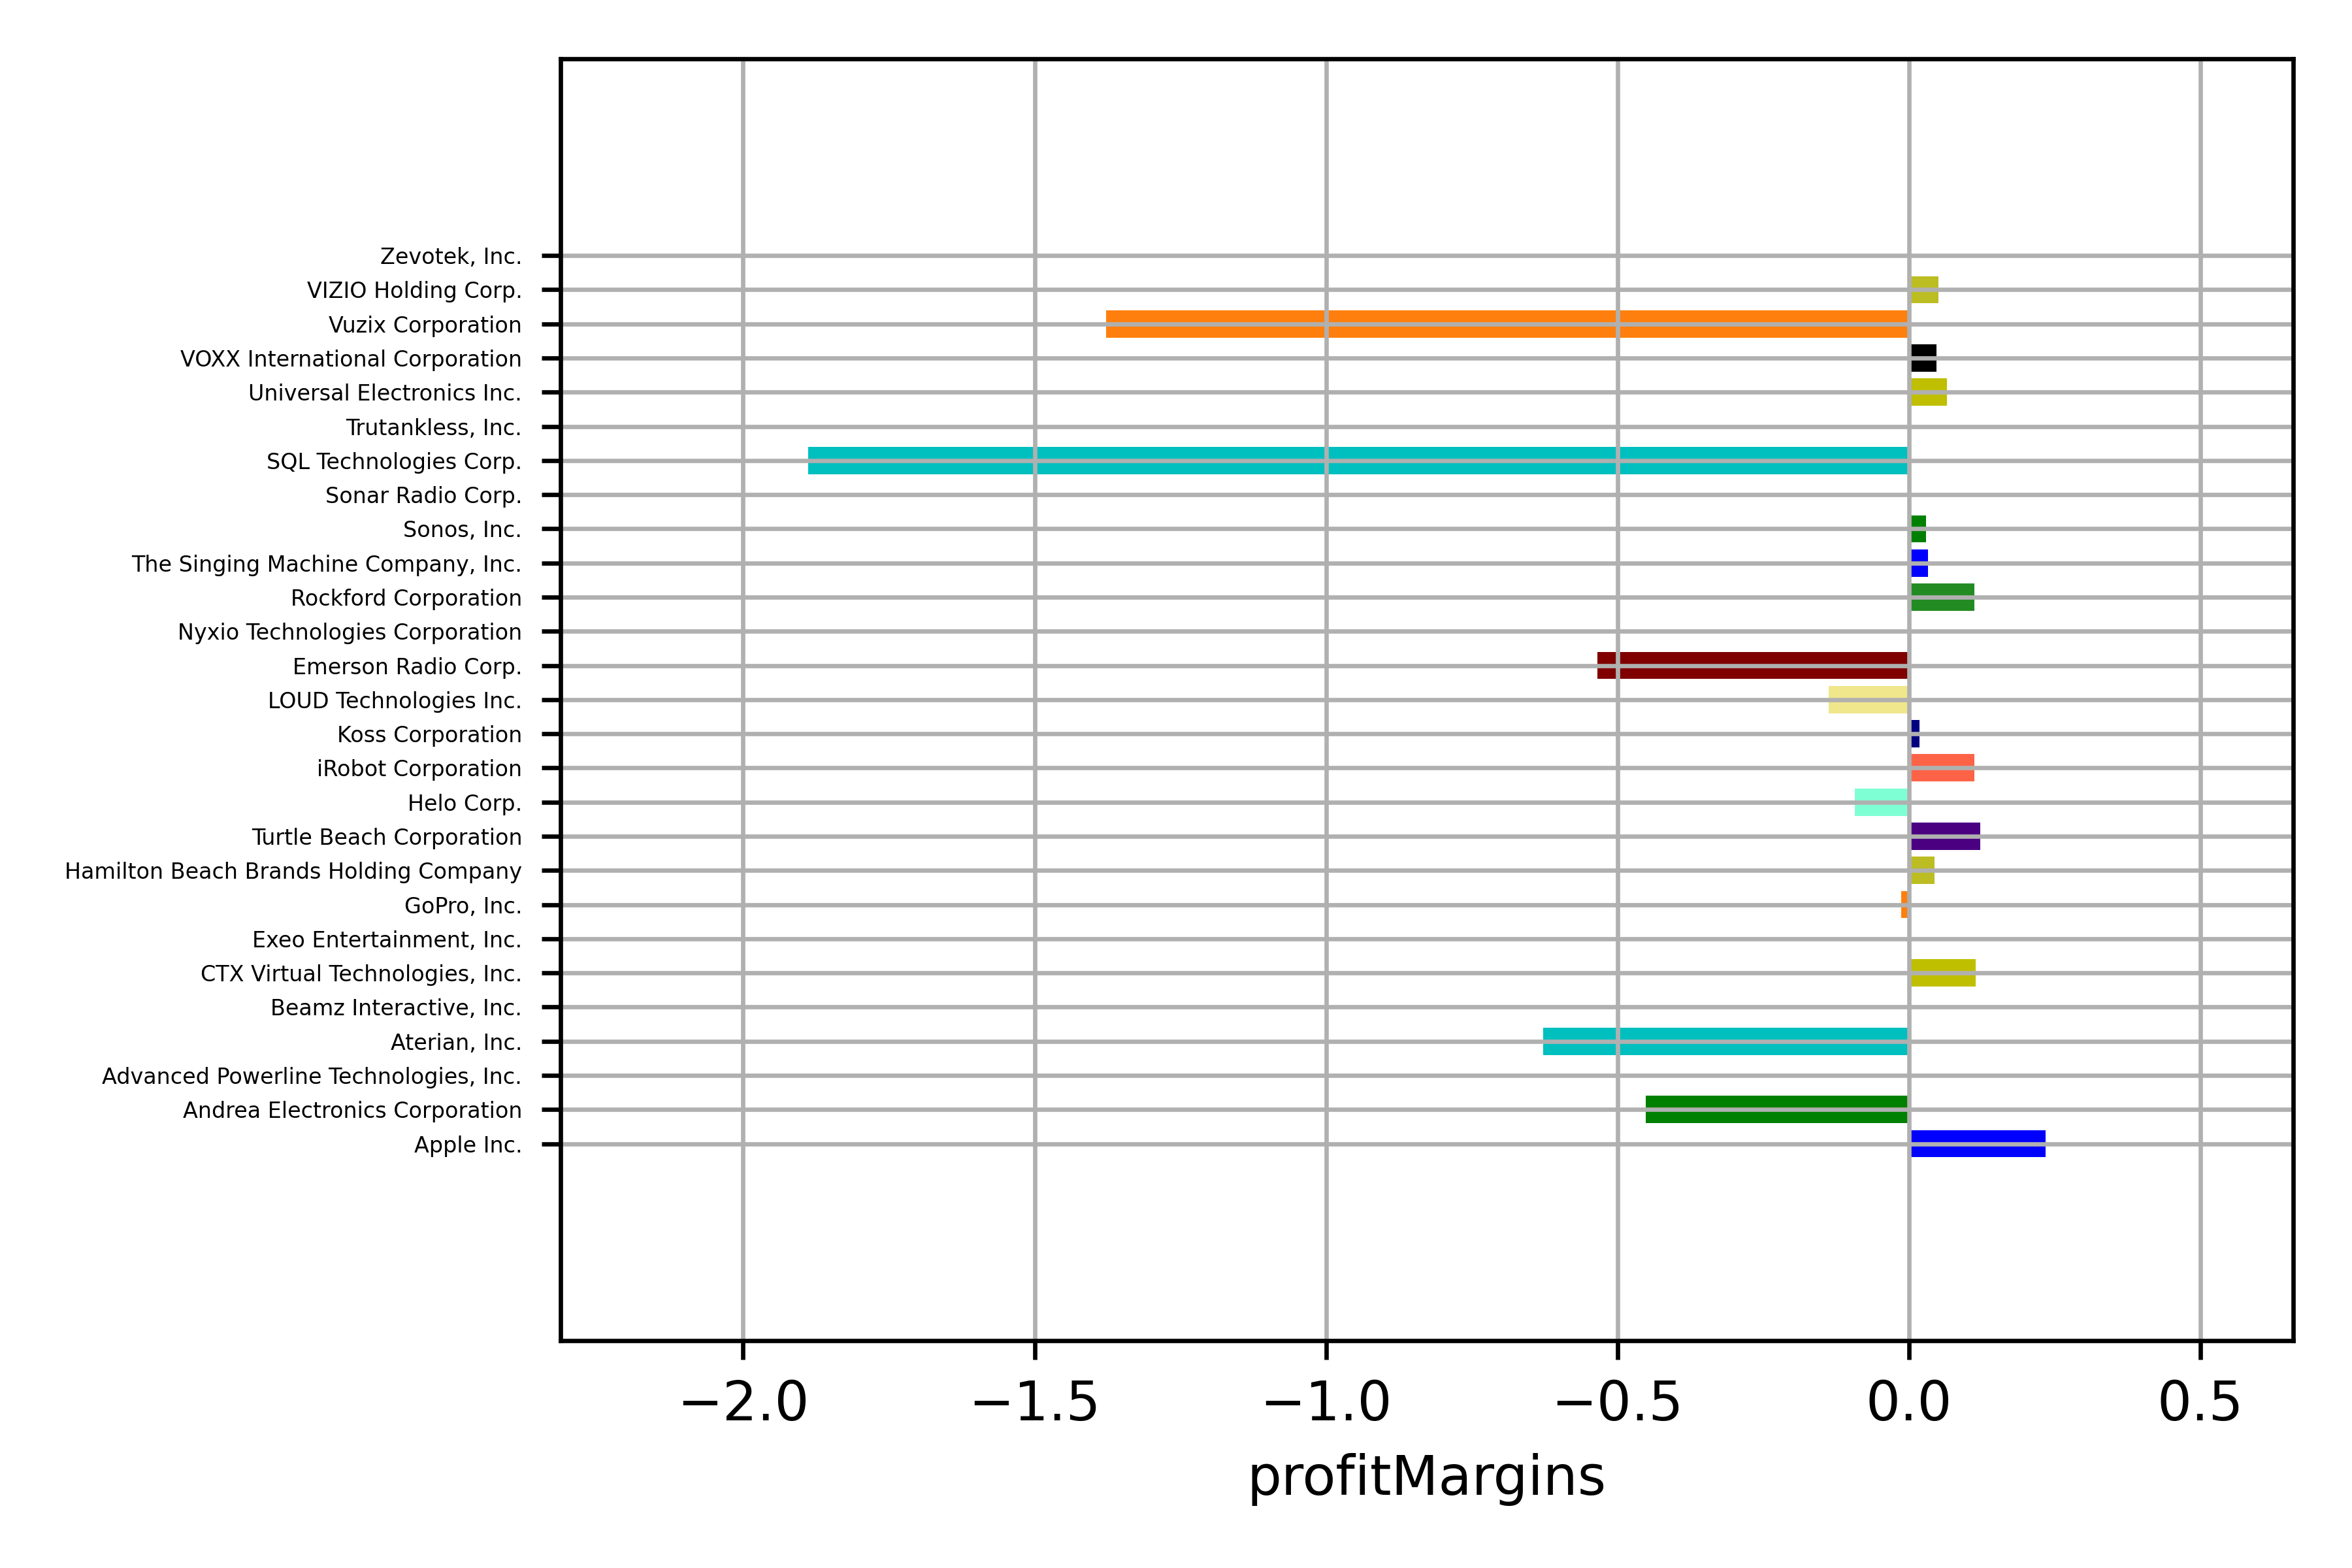 Zevotek, Inc.
VIZIO Holding Corp.
Vuzix Corporation
VOXX International Corporation
Universal Electronics Inc.
Trutankless, Inc.
SQL Technologies Corp.
Sonar Radio Corp.
Sonos, Inc.
The Singing Machine Company, Inc.
Rockford Corporation
Nyxio Technologies Corporation
Emerson Radio Corp.
LOUD Technologies Inc.
Koss Corporation
iRobot Corporation
Helo Corp.
Turtle Beach Corporation
Hamilton Beach Brands Holding Company
GoPro, Inc.
Exeo Entertainment, Inc.
CTX Virtual Technologies, Inc.
Beamz Interactive, Inc.
Aterian, Inc.
Advanced Powerline Technologies, Inc.
Andrea Electronics Corporation
Apple Inc.
−2.0 −1.5 −1.0 −0.5 0.0 0.5
profitMargins